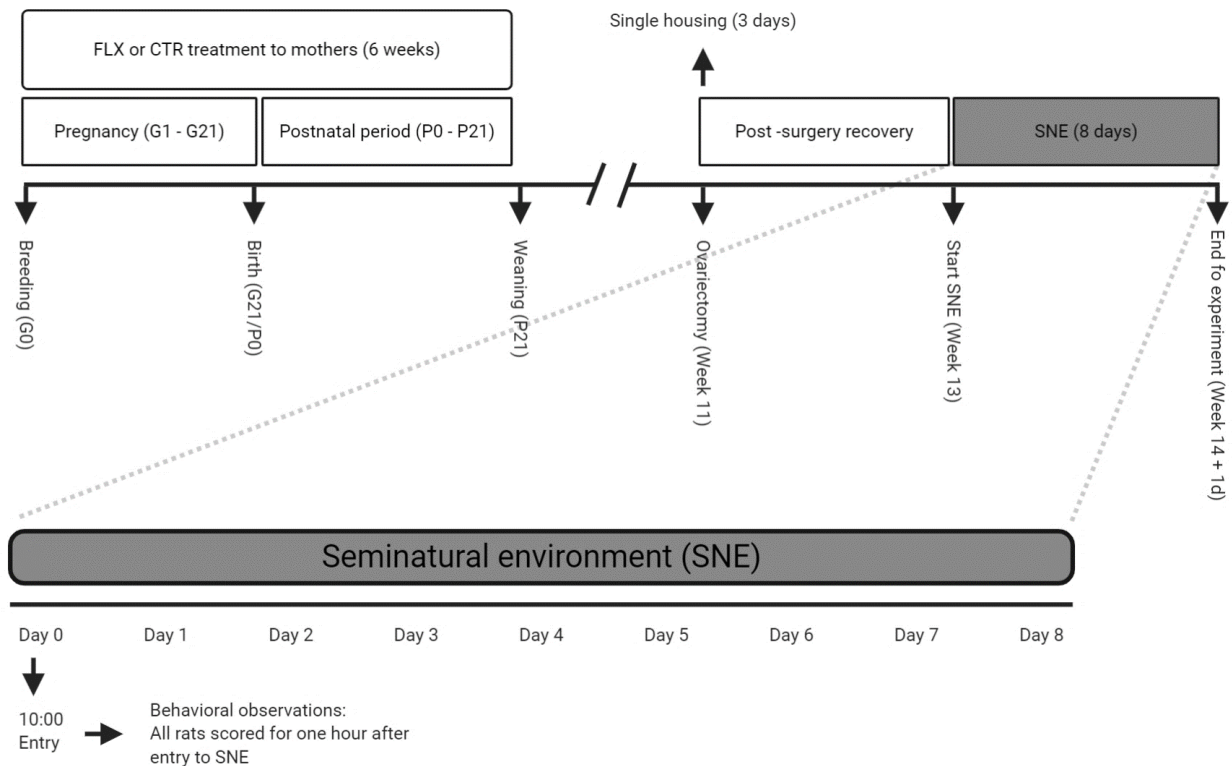 Single housing (3 days)
FLX or CTR treatment to mothers (6 weeks)
Pregnancy (G1 - G21)
Postnatal period (P0 - P21)
Post -surgery recovery
SNE (8 days)
Breeding (G0)
Birth (G21/P0)
Weaning (P21)
Ovariectomy (Week 11)
Start SNE (Week 13)
End fo experiment (Week 14 + 1d)
Seminatural environment (SNE)
Day 0
Day 1
Day 2
Day 3
Day 4
Day 5
Day 6
Day 7
Day 8
10:00
Entry
Behavioral observations:
All rats scored for one hour after
entry to SNE